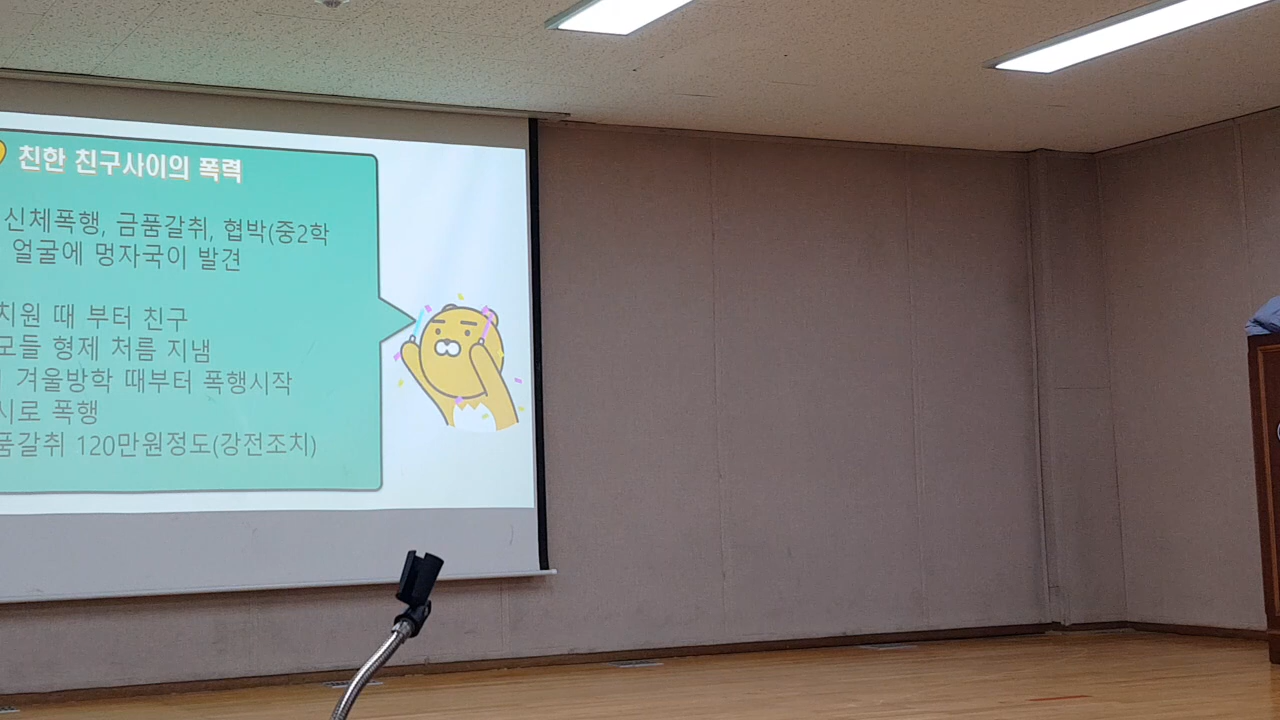 친한 친구사이의 폭력
신체폭행, 금품갈취, 협박(중2학
얼굴에 멍자국이 발견
치원 때 부터 친구
모들 형제 처름 지냄
겨울방학 때부터 폭행시작
시로 폭행
품갈취 120만원정도(강전조치)